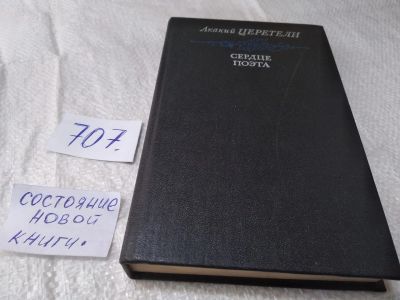 Акакий ЦЕРЕТЕЛИ
СЕРДЦЕ
ПОЭТА
707.
СОСТОЯНИЕ
НОВОЙ
КНИГИ.